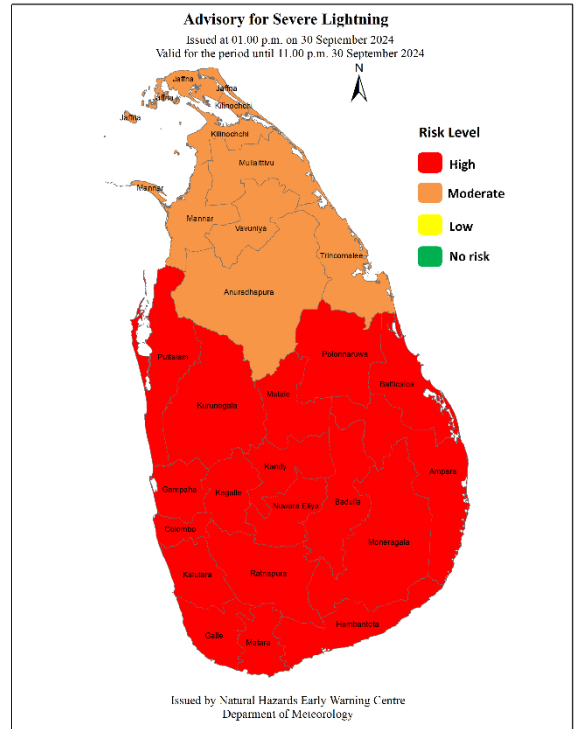 Advisory for Severe Lightning
Issued at 01.00 p.m. on 30 September 2024
Valid for the period until 11.00 p.m. 30 September 2024
N
Jaffna
Jaffna
Jaffna
Kilinochchi
Jaffna
Kilinochchi
Risk Level
High
Moderate
Low
No risk
Mullaittivu
Mannar
Mannar
Vavuniya
Trincomalee
Anuradhapura
Puttalam
Polonnaruwa
Batticaloa
Kurunegala
Matale
Kandy
Ampara
Gampaha
Kegalle
Nuwara Eliya
Badulla
Colombo
Moneragala
Kalutara
Ratnapura
Hambantota
Galle
Matara
Issued by Natural Hazards Early Warning Centre
Deparment of Meteorology